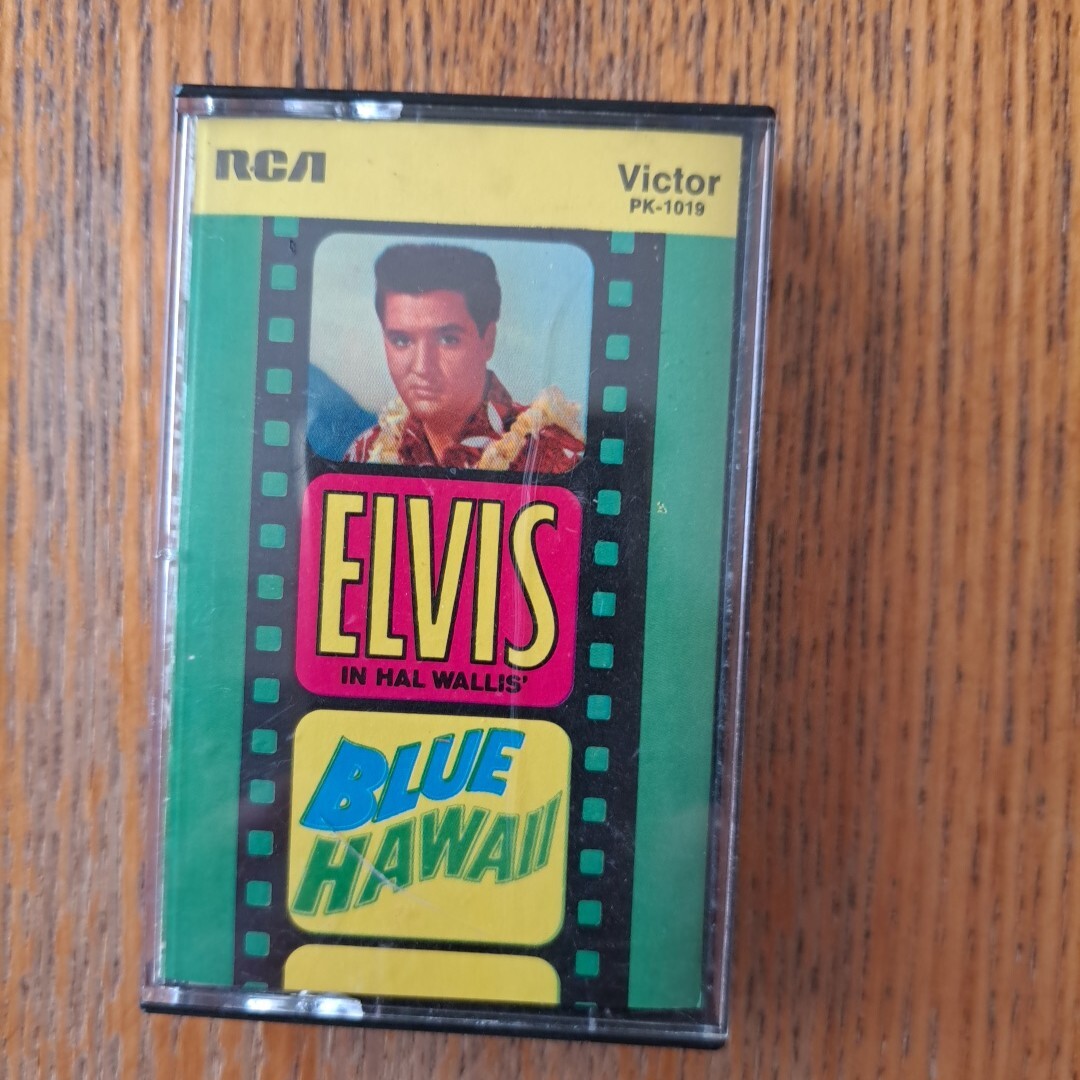 RCA
Victor
PK-1019
ELVIS
IN HAL WALLIS'
BLUE
HAWAII